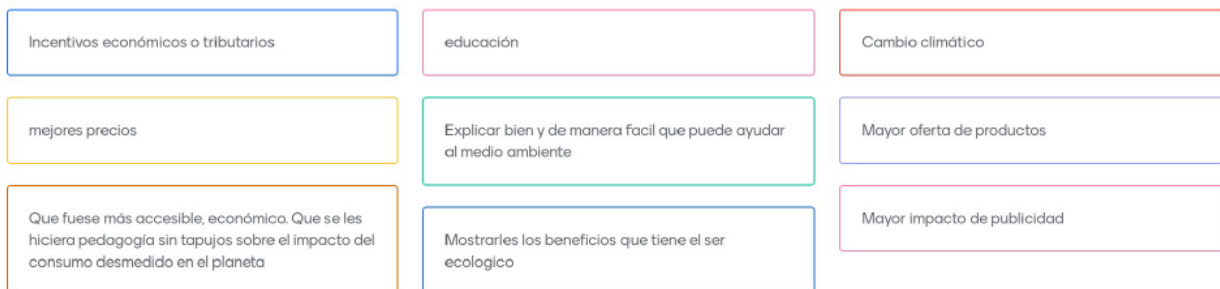 Incentivos económicos o tributarios
mejores precios
Que fuese más accesible, económico. Que se les
hiciera pedagogía sin tapujos sobre el impacto del
consumo desmedido en el planeta
educación
Explicar bien y de manera facil que puede ayudar
al medio ambiente
Mostrarles los beneficios que tiene el ser
ecologico
Cambio climático
Mayor oferta de productos
Mayor impacto de publicidad